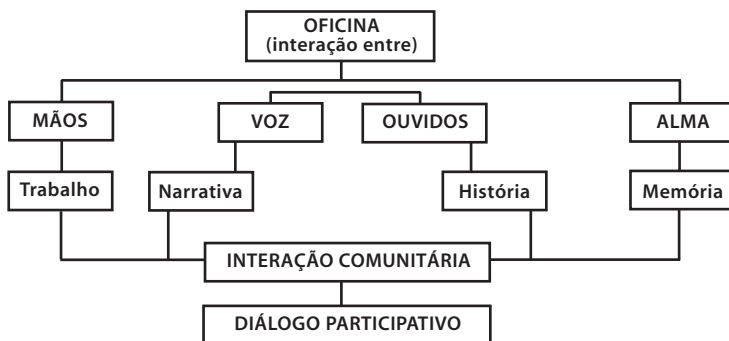 OFICINA
(interação entre)
MÃOS
VOZ
OUVIDOS
ALMA
Trabalho
Narrativa
História
Memória
INTERAÇÃO COMUNITÁRIA
DIÁLOGO PARTICIPATIVO